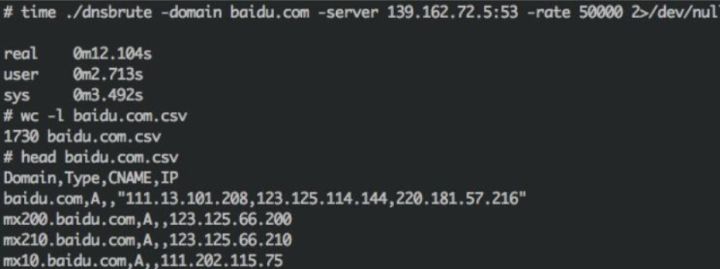 # time ./dnsbrute -domain baidu.com -server 139.162.72.5:53 -rate 50000 2>/dev/nul
real 0m12.104s
user 0m2.713s
sys 0m3.492s
# wc -l baidu.com.csv
1730 baidu.com.csv
# head baidu.com.csv
Domain,Type,CNAME,IP
baidu.com,A,,"111.13.101.208,123.125.114.144,220.181.57.216"
mx200.baidu.com,A,,123.125.66.200
mx210.baidu.com,A,,123.125.66.210
mx10.baidu.com,A,,111.202.115.75